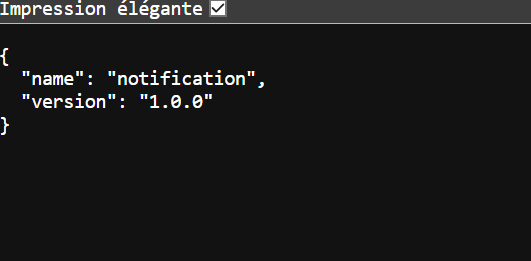 Impression élégante
{
  "name": "notification",
  "version": "1.0.0"
}